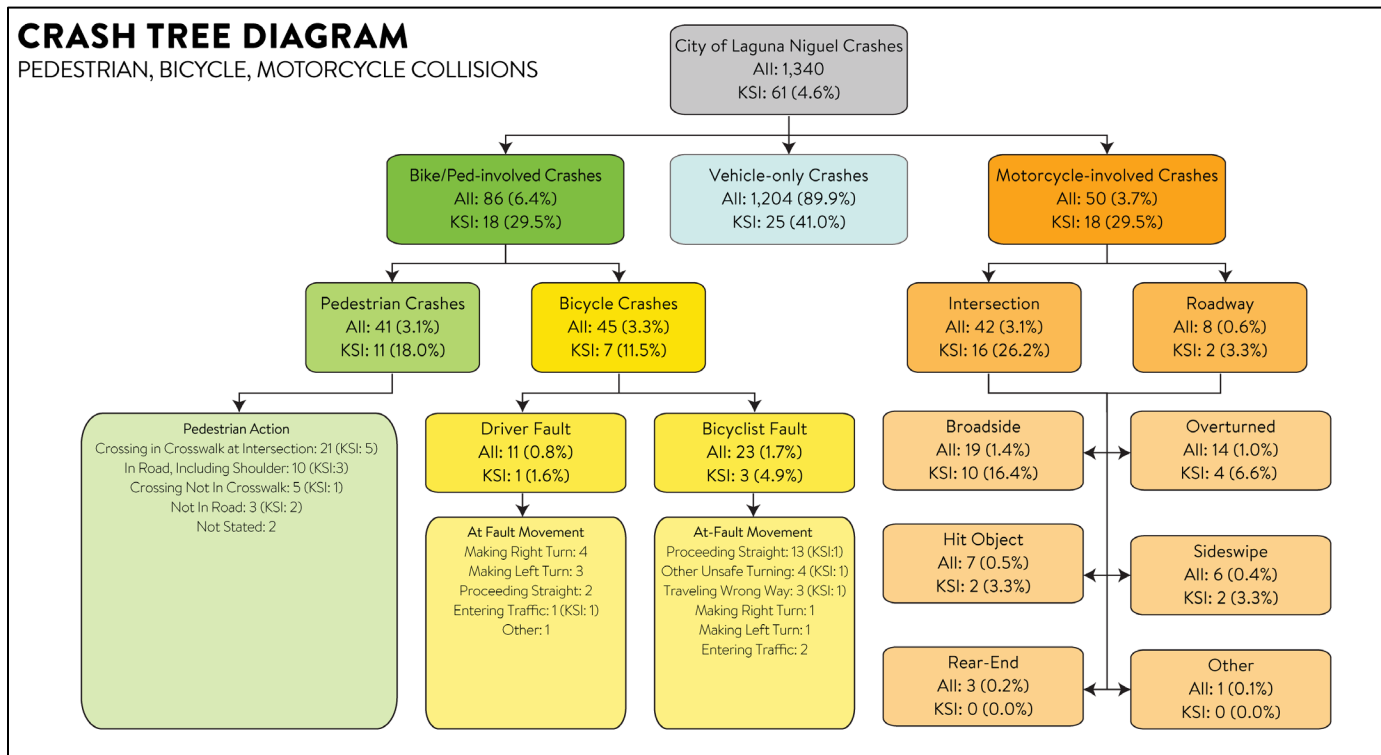 CRASH TREE DIAGRAM
PEDESTRIAN, BICYCLE, MOTORCYCLE COLLISIONS
City of Laguna Niguel Crashes
All: 1,340
KSI: 61 (4.6%)
Bike/Ped-involved Crashes
All: 86 (6.4%)
KSI: 18 (29.5%)
Vehicle-only Crashes
All: 1,204 (89.9%)
KSI: 25 (41.0%)
Motorcycle-involved Crashes
All: 50 (3.7%)
KSI: 18 (29.5%)
Pedestrian Crashes
All: 41 (3.1%)
KSI: 11 (18.0%)
Bicycle Crashes
All: 45 (3.3%)
KSI: 7 (11.5%)
Intersection
All: 42 (3.1%)
KSI: 16 (26.2%)
Roadway
All: 8 (0.6%)
KSI: 2 (3.3%)
Pedestrian Action
Crossing in Crosswalk at Intersection: 21 (KSI: 5)
In Road, Including Shoulder: 10 (KSI:3)
Crossing Not In Crosswalk: 5 (KSI: 1)
Not In Road: 3 (KSI: 2)
Not Stated: 2
Driver Fault
All: 11 (0.8%)
KSI: 1 (1.6%)
Bicyclist Fault
All: 23 (1.7%)
KSI: 3 (4.9%)
At Fault Movement
Making Right Turn: 4
Making Left Turn: 3
Proceeding Straight: 2
Entering Traffic: 1 (KSI: 1)
Other: 1
At-Fault Movement
Proceeding Straight: 13 (KSI:1)
Other Unsafe Turning: 4 (KSI: 1)
Traveling Wrong Way: 3 (KSI: 1)
Making Right Turn: 1
Making Left Turn: 1
Entering Traffic: 2
Broadside
All: 19 (1.4%)
KSI: 10 (16.4%)
Overturned
All: 14 (1.0%)
KSI: 4 (6.6%)
Hit Object
All: 7 (0.5%)
KSI: 2 (3.3%)
Sideswipe
All: 6 (0.4%)
KSI: 2 (3.3%)
Rear-End
All: 3 (0.2%)
KSI: 0 (0.0%)
Other
All: 1 (0.1%)
KSI: 0 (0.0%)